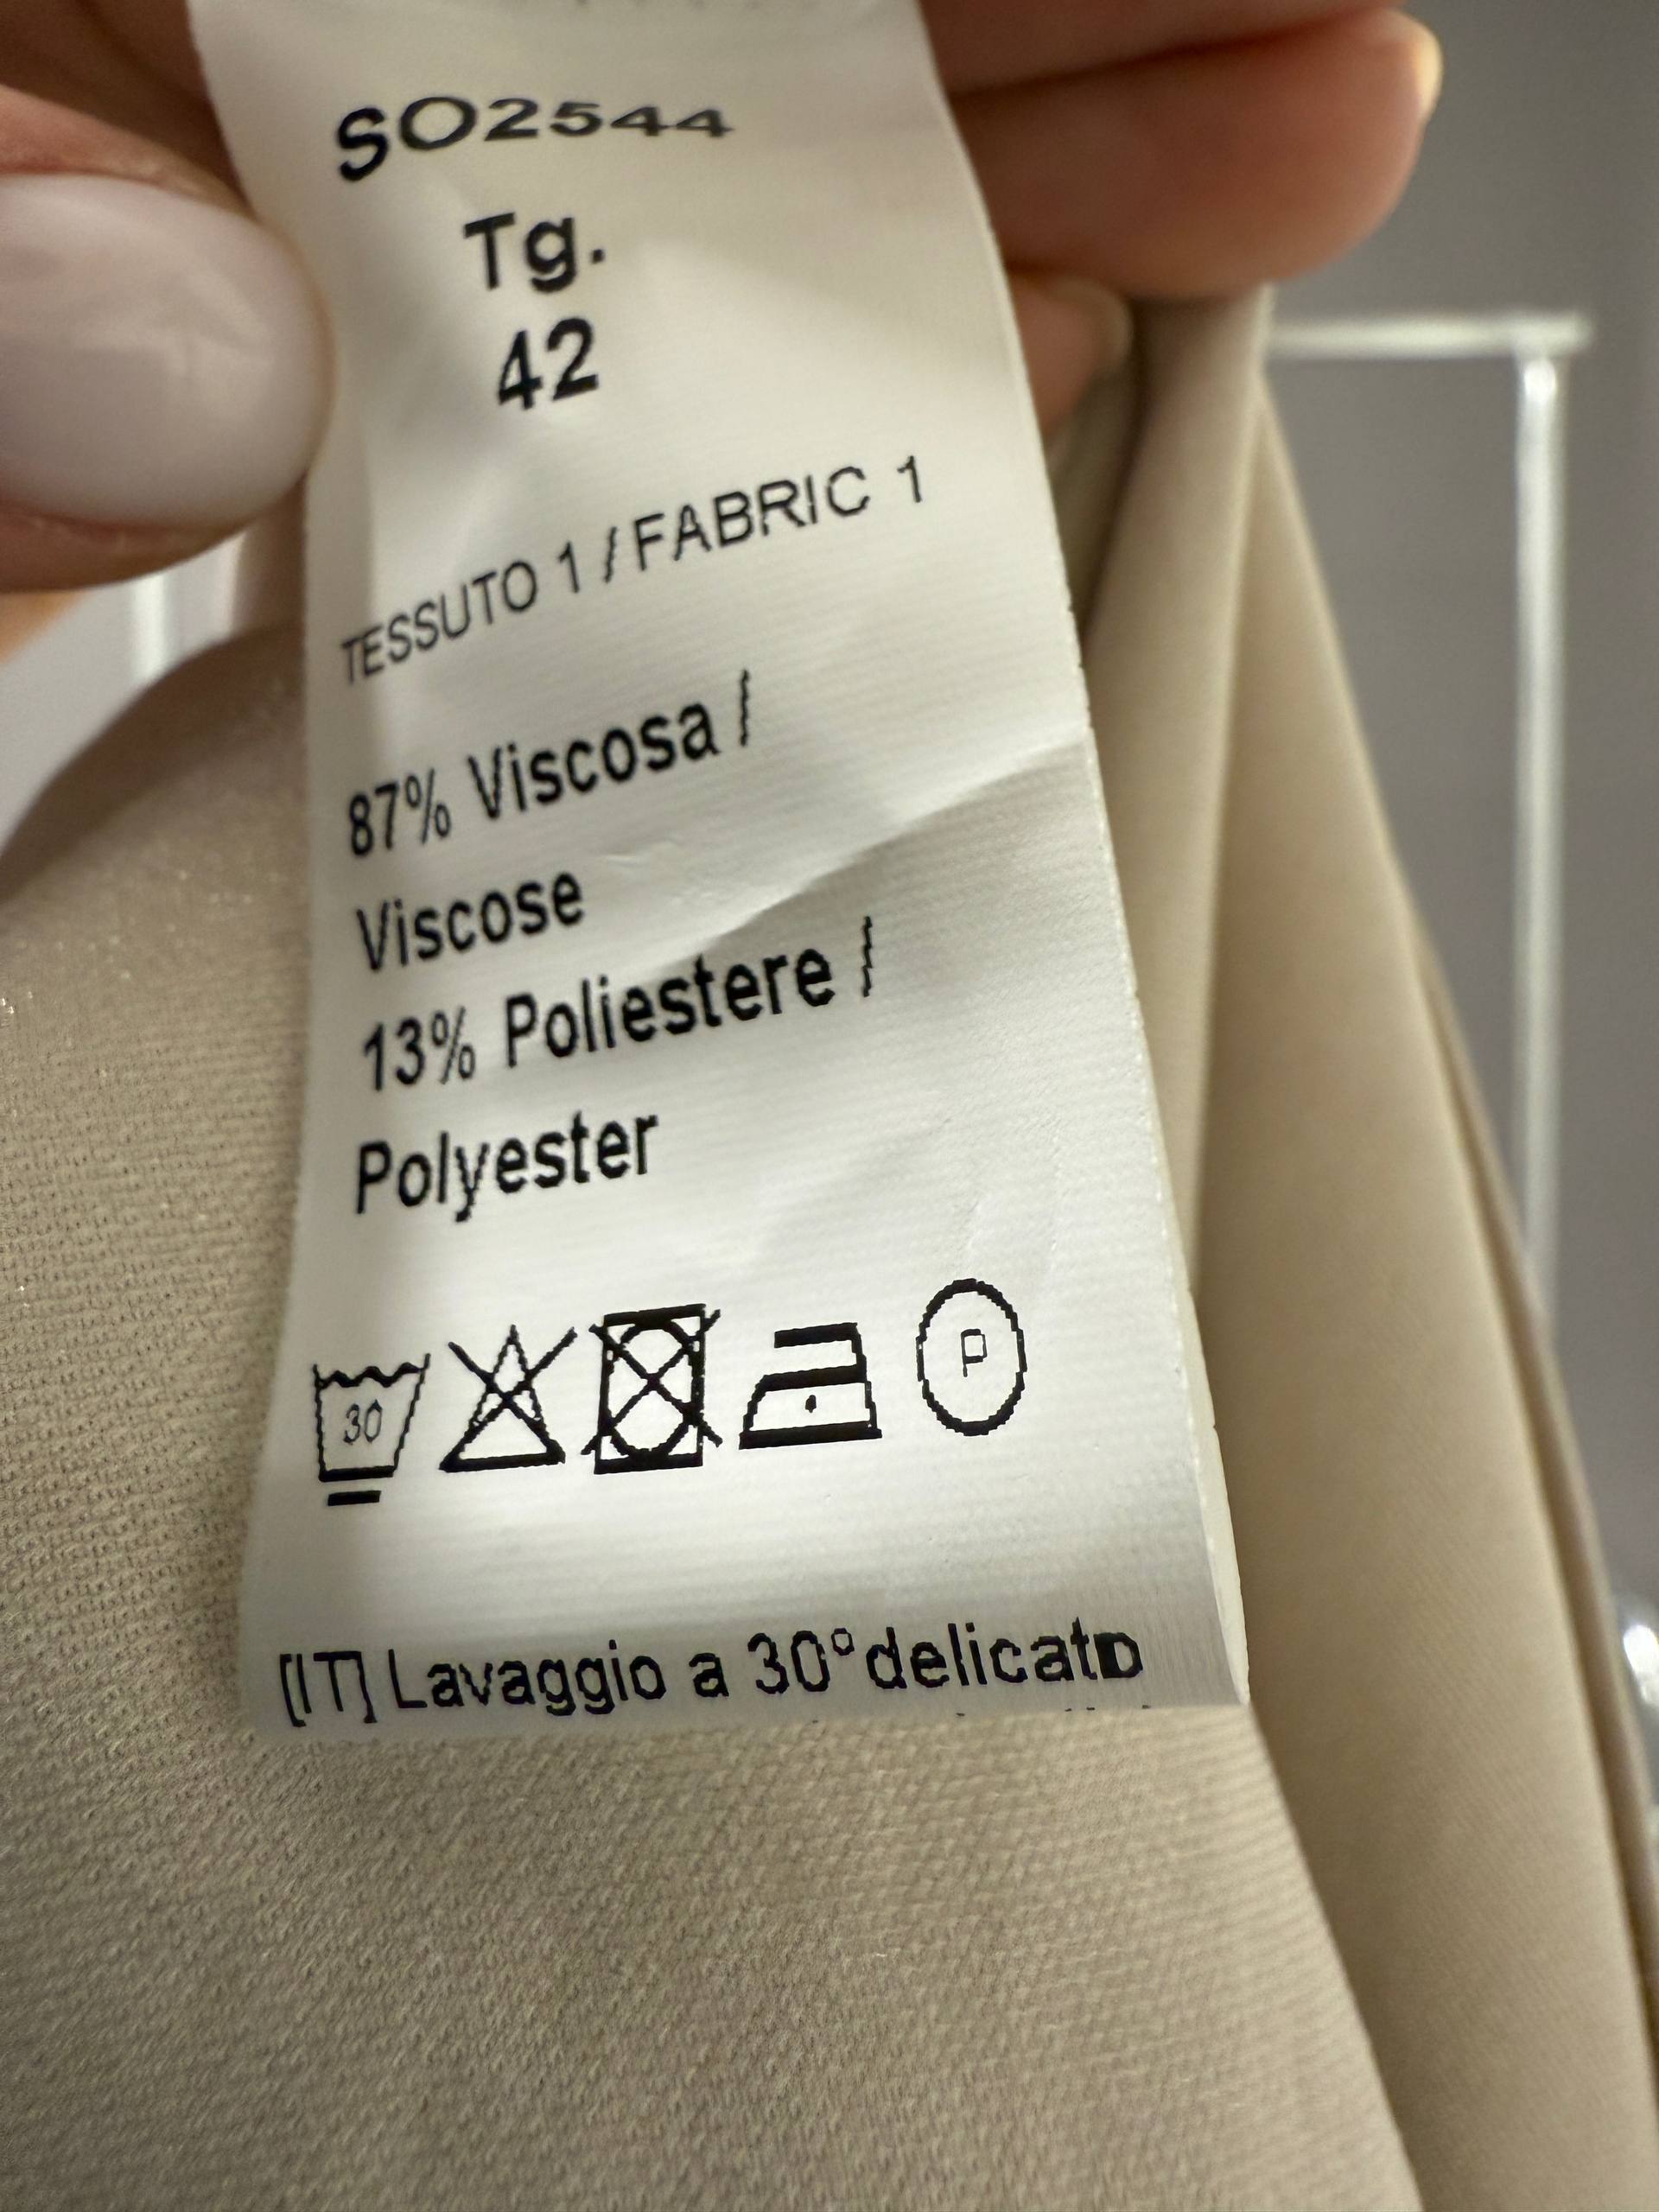 SO2544
Tg.
42
TESSUTO 1 / FABRIC 1
87% Viscosa /
Viscose
13% Poliestere /
Polyester
30
P
[IT] Lavaggio a 30°delicato